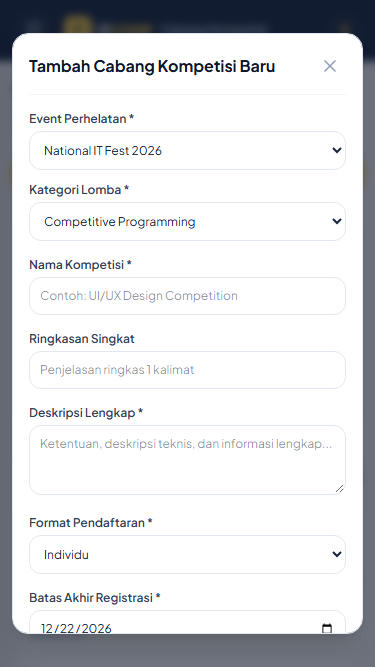 Tambah Cabang Kompetisi Baru
Event Perhelatan *
National IT Fest 2026
Kategori Lomba *
Competitive Programming
Nama Kompetisi *
Contoh: UI/UX Design Competition
Ringkasan Singkat
Penjelasan ringkas 1 kalimat
Deskripsi Lengkap *
Ketentuan, deskripsi teknis, dan informasi lengkap...
Format Pendaftaran *
Individu
Batas Akhir Registrasi *
12/22/2026